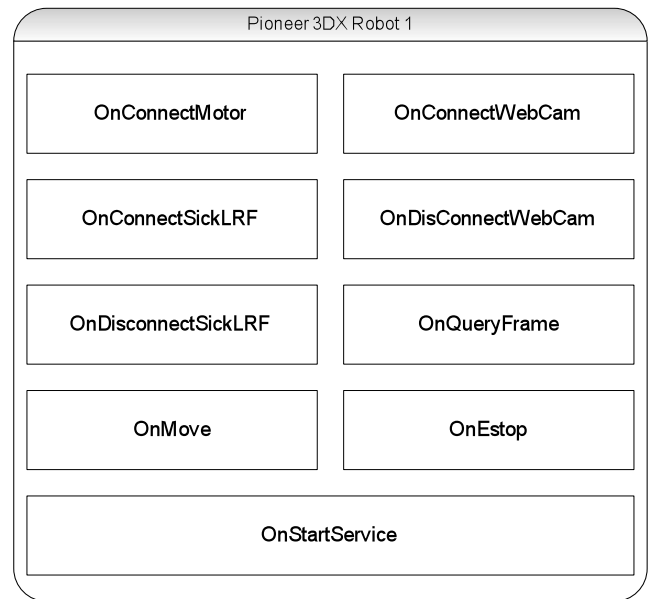 Pioneer 3DX Robot 1
OnConnectMotor
OnConnectWebCam
OnConnectSickLRF
OnDisConnectWebCam
OnDisconnectSickLRF
OnQueryFrame
OnMove
OnEstop
OnStartService